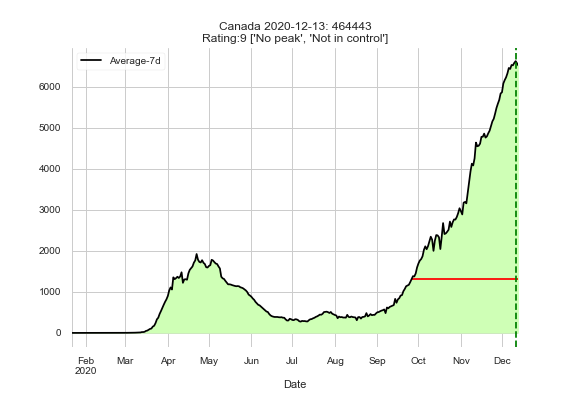 Canada 2020-12-13: 464443
Rating:9 ['No peak', 'Not in control']
Average-7d
6000
5000
4000
3000
2000
1000
0
Feb Mar Apr May Jun Jul Aug Sep Oct Nov Dec
2020
Date